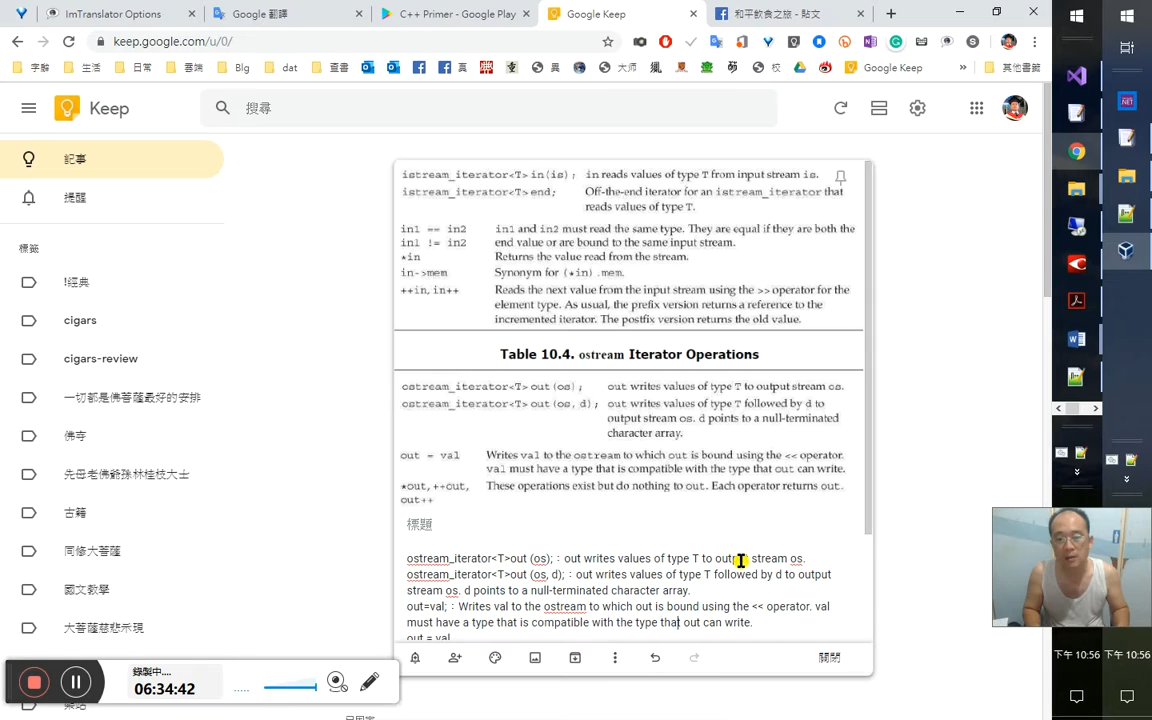 ImTranslator Options
Google 翻譯
C++ Primer - Google Play
Google Keep
和平飲食之旅 - 貼文
keep.google.com/u/0/
字辭
生活
日常
雲端
Blg
dat
查書
真
異
大师
校
Google Keep
其他書籤
Keep
搜尋
記事
提醒
標籤
!經典
cigars
cigars-review
一切都是佛菩薩最好的安排
佛寺
先母老佛爺孫林桂枝大士
古籍
同修大菩薩
國文教學
大菩薩慈悲示現
istream_iterator<T> in(is); in reads values of type T from input stream is.
istream_iterator<T> end; Off-the-end iterator for an istream_iterator that
reads values of type T.
in1 == in2 in1 and in2 must read the same type. They are equal if they are both the
in1 != in2 end value or are bound to the same input stream.
*in Returns the value read from the stream.
in->mem Synonym for (*in).mem.
++in, in++ Reads the next value from the input stream using the >> operator for the
element type. As usual, the prefix version returns a reference to the
incremented iterator. The postfix version returns the old value.
Table 10.4. ostream Iterator Operations
ostream_iterator<T> out(os); out writes values of type T to output stream os.
ostream_iterator<T> out(os, d); out writes values of type T followed by d to
output stream os. d points to a null-terminated
character array.
out = val Writes val to the ostream to which out is bound using the << operator.
val must have a type that is compatible with the type that out can write.
*out, ++out, These operations exist but do nothing to out. Each operator returns out.
out++
標題
ostream_iterator<T>out (os);：out writes values of type T to output stream os.
ostream_iterator<T>out (os, d);：out writes values of type T followed by d to output
stream os. d points to a null-terminated character array.
out=val;：Writes val to the ostream to which out is bound using the << operator. val
must have a type that is compatible with the type that out can write.
out = val
關閉
錄製中....
06:34:42
下午 10:56
下午 10:56